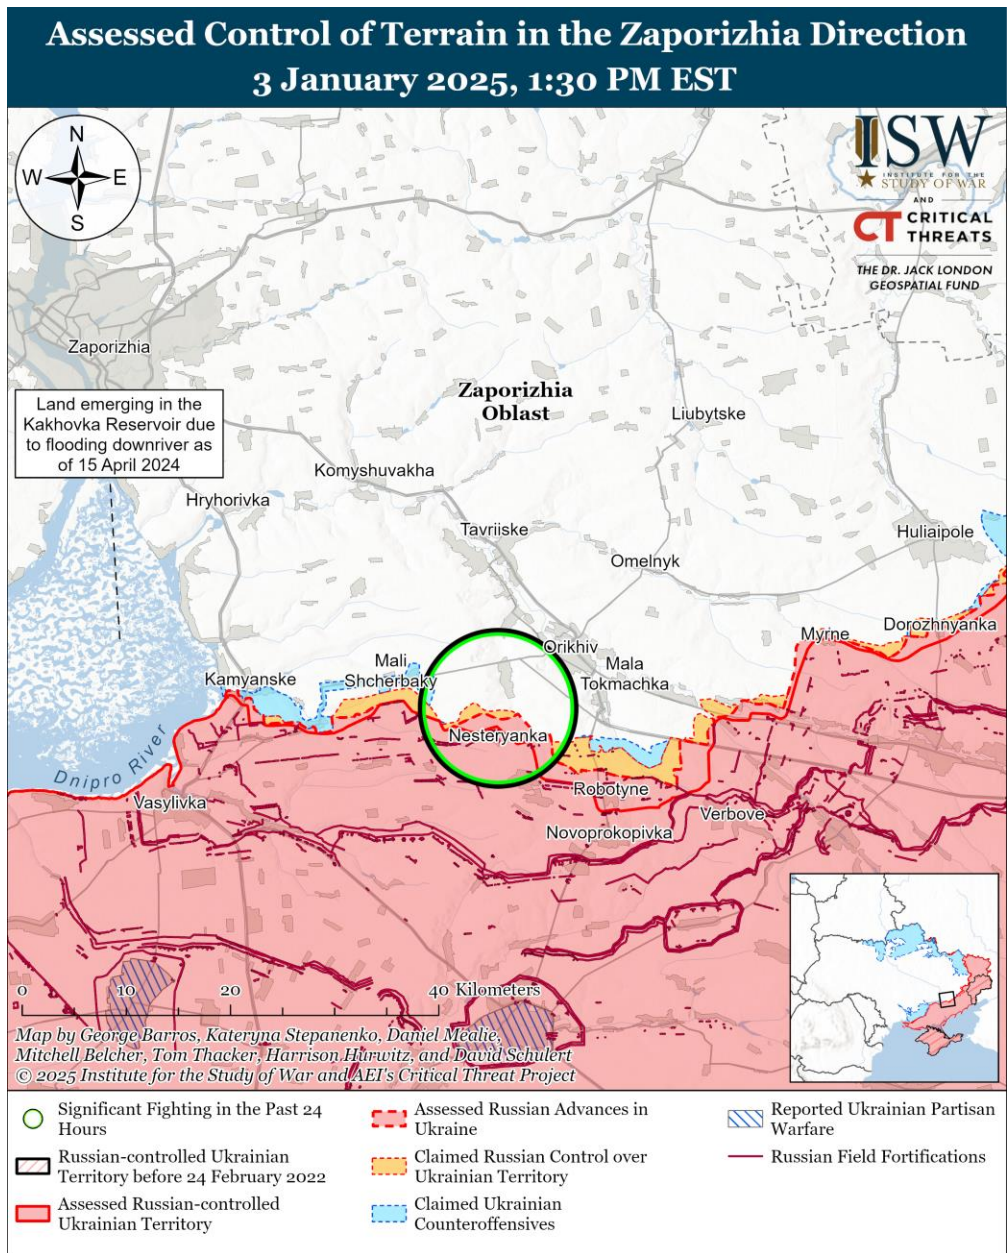 Assessed Control of Terrain in the Zaporizhia Direction
3 January 2025, 1:30 PM EST
N
W E
S
ISW
INSTITUTE FOR THE
STUDY OF WAR
AND
CT CRITICAL
THREATS
THE DR. JACK LONDON
GEOSPATIAL FUND
Zaporizhia
Land emerging in the
Kakhovka Reservoir due
to flooding downriver as
of 15 April 2024
Zaporizhia
Oblast
Liubytske
Komyshuvakha
Hryhorivka
Tavriiske
Huliaipole
Omelnyk
Dorozhnyanka
Myrne
Orikhiv
Mali
Shcherbaky
Mala
Tokmachka
Kamyanske
Nesteryanka
Dnipro River
Vasylivka
Robotyne
Verbove
Novoprokopivka
0 10 20 40 Kilometers
Map by George Barros, Kateryna Stepanenko, Daniel Mealie,
Mitchell Belcher, Tom Thacker, Harrison Hurwitz, and David Schulert
© 2025 Institute for the Study of War and AEI's Critical Threat Project
Significant Fighting in the Past 24
Hours
Russian-controlled Ukrainian
Territory before 24 February 2022
Assessed Russian-controlled
Ukrainian Territory
Assessed Russian Advances in
Ukraine
Claimed Russian Control over
Ukrainian Territory
Claimed Ukrainian
Counteroffensives
Reported Ukrainian Partisan
Warfare
Russian Field Fortifications